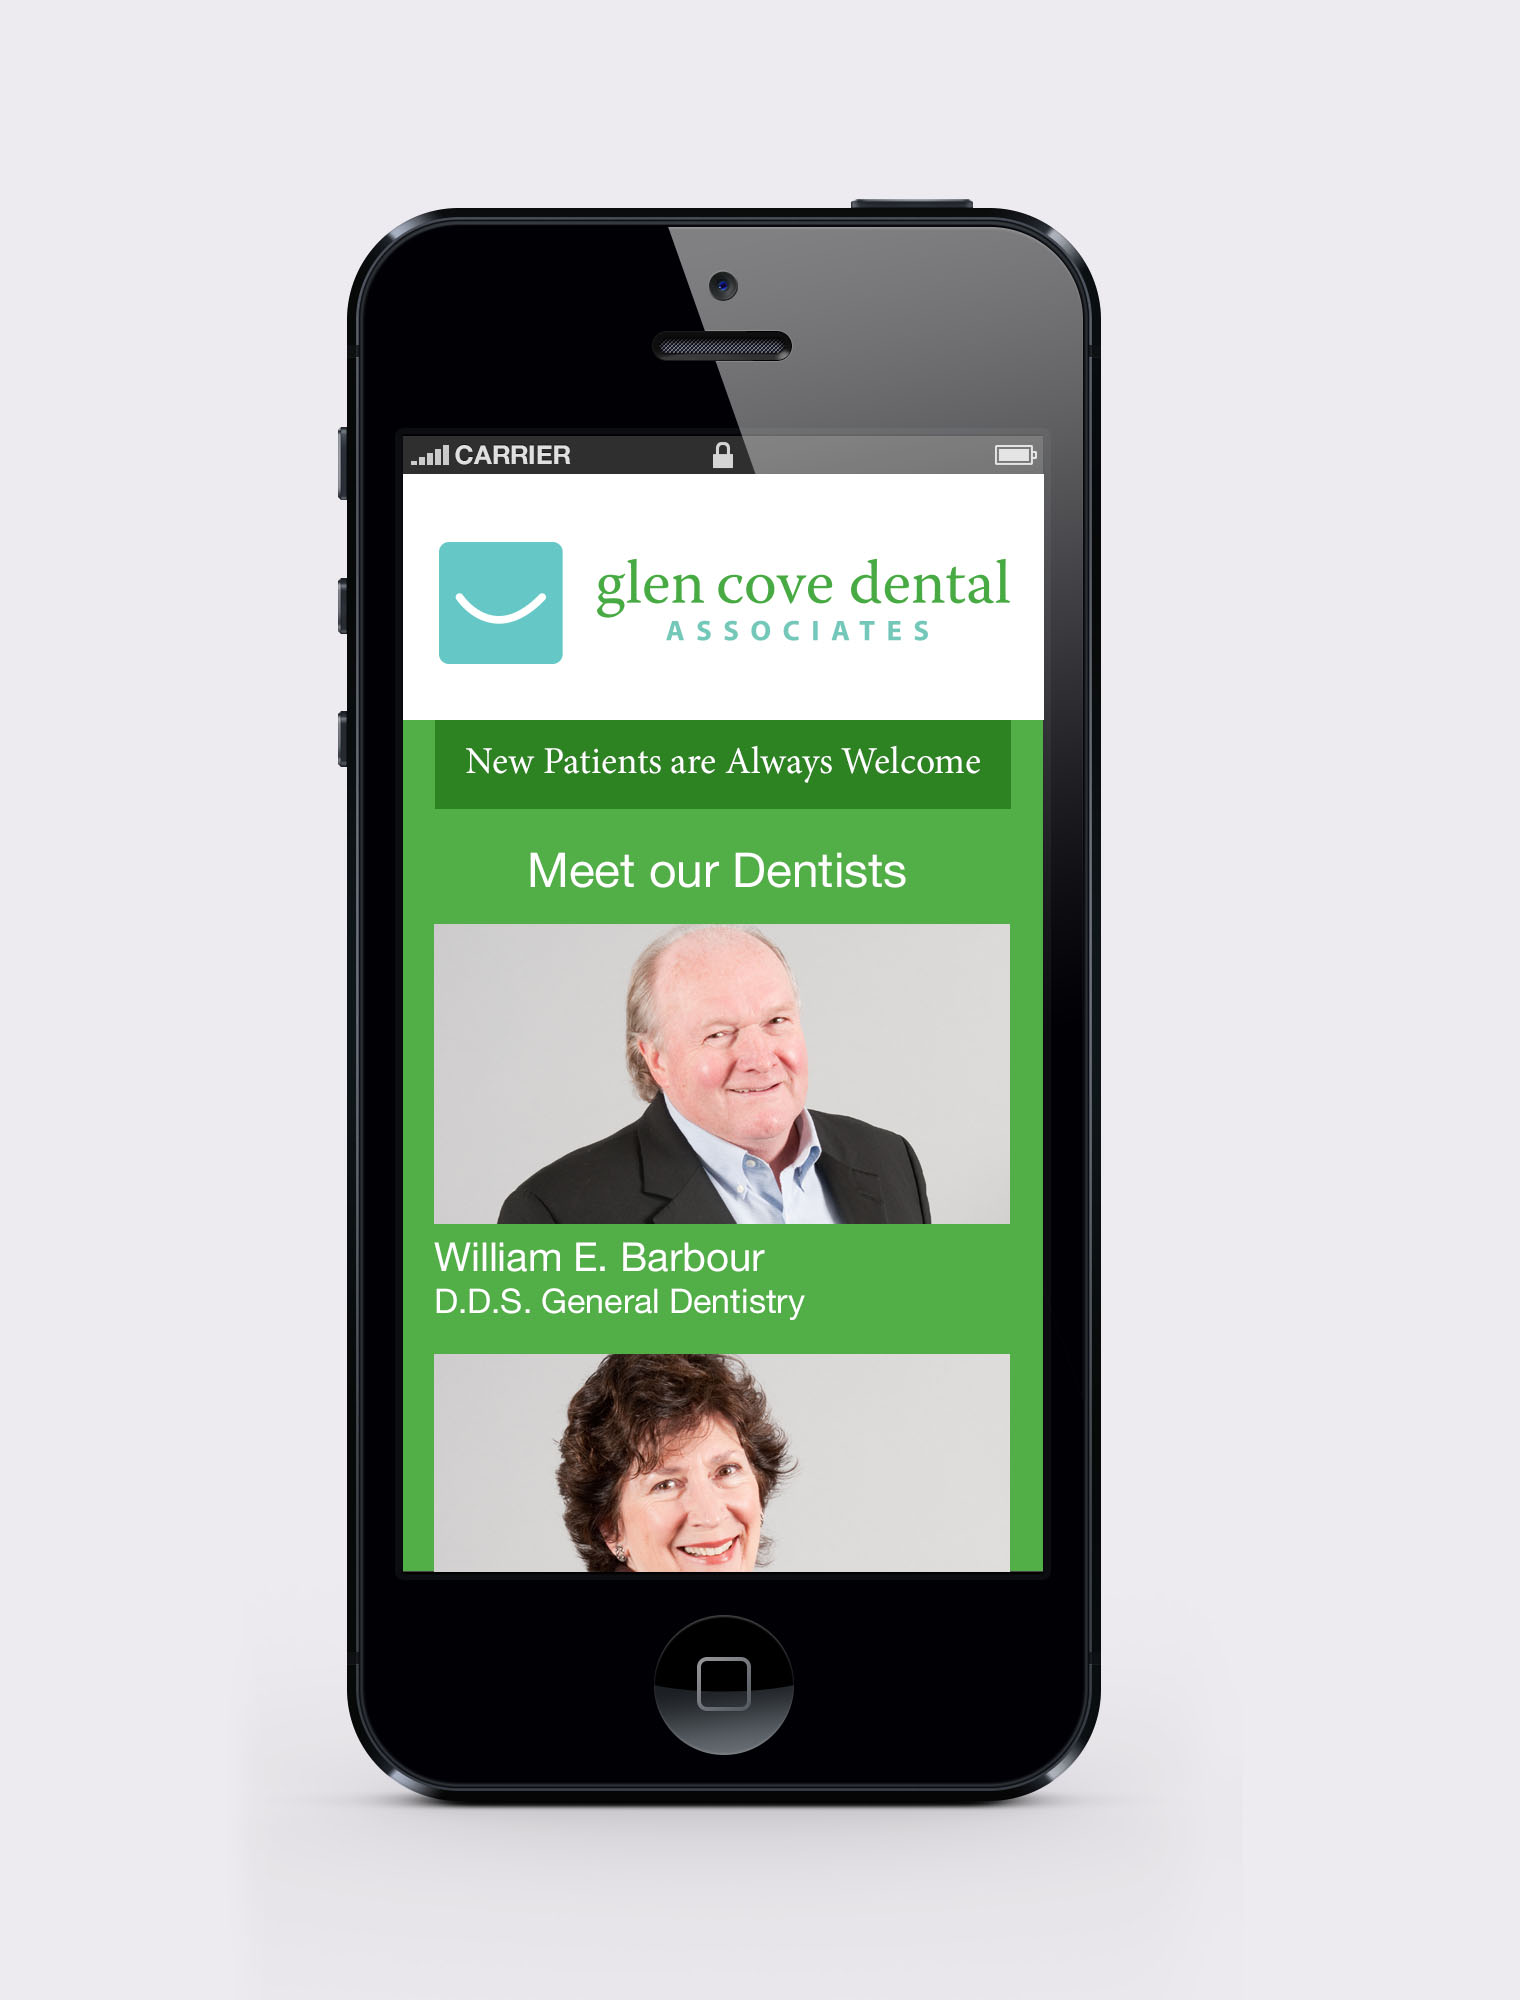 CARRIER
glen cove dental
ASSOCIATES
New Patients are Always Welcome
Meet our Dentists
William E. Barbour
D.D.S. General Dentistry